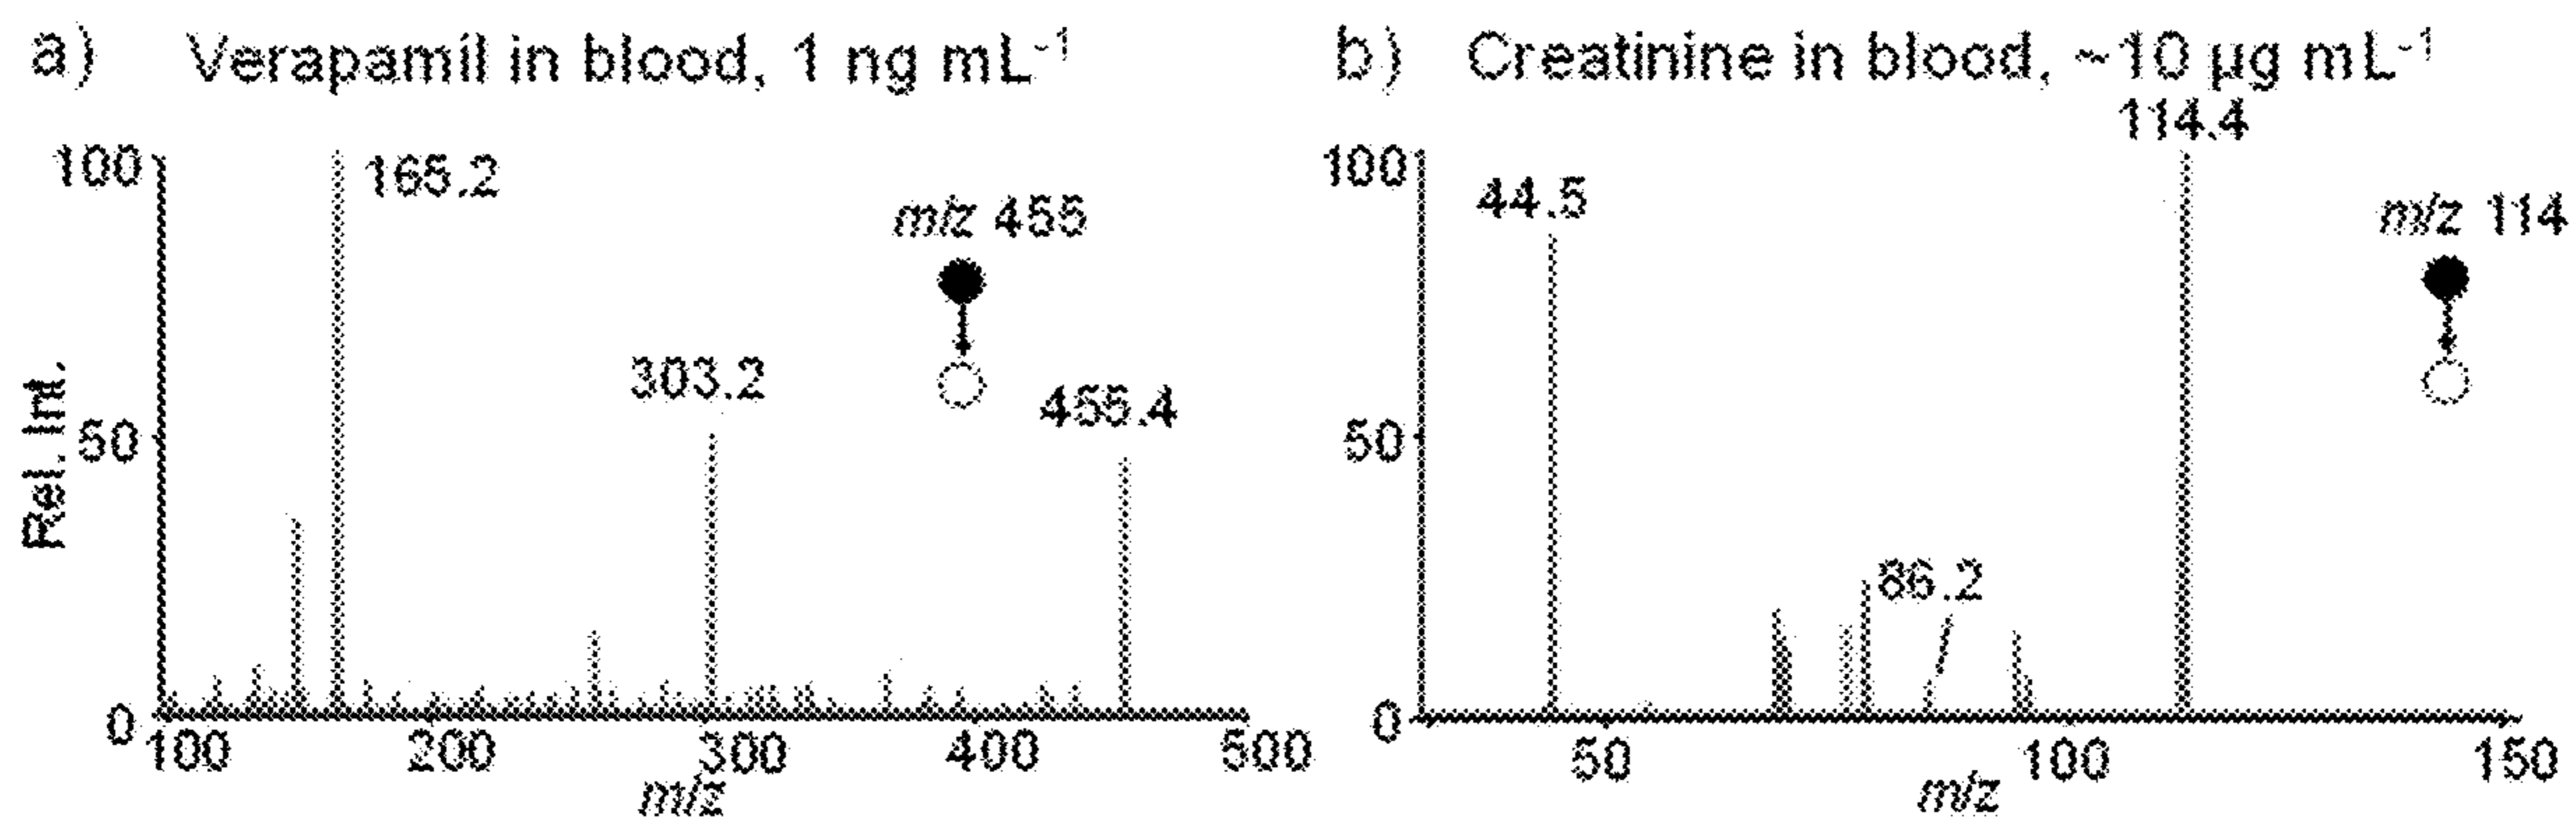 a) Verapamil in blood, 1 ng mL-1
100
165.2
m/z 455
303.2
455.4
Rel. Int.
50
0
100 200 300 400 500
m/z
b) Creatinine in blood, ~10 µg mL-1
114.4
100
44.5
m/z 114
50
86.2
0
50 100 150
m/z